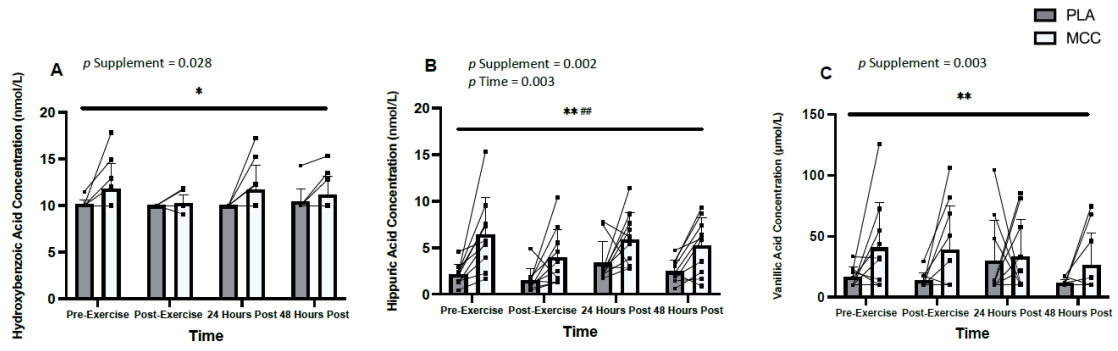 PLA
MCC
A
p Supplement = 0.028
*
Hydroxybenzoic Acid Concentration (nmol/L)
20
15
10
5
0
Pre-Exercise Post-Exercise 24 Hours Post 48 Hours Post
Time
B
p Supplement = 0.002
p Time = 0.003
** ##
Hippuric Acid Concentration (nmol/L)
20
15
10
5
0
Pre-Exercise Post-Exercise 24 Hours Post 48 Hours Post
Time
C
p Supplement = 0.003
**
Vanillic Acid Concentration (µmol/L)
150
100
50
0
Pre-Exercise Post-Exercise 24 Hours Post 48 Hours Post
Time